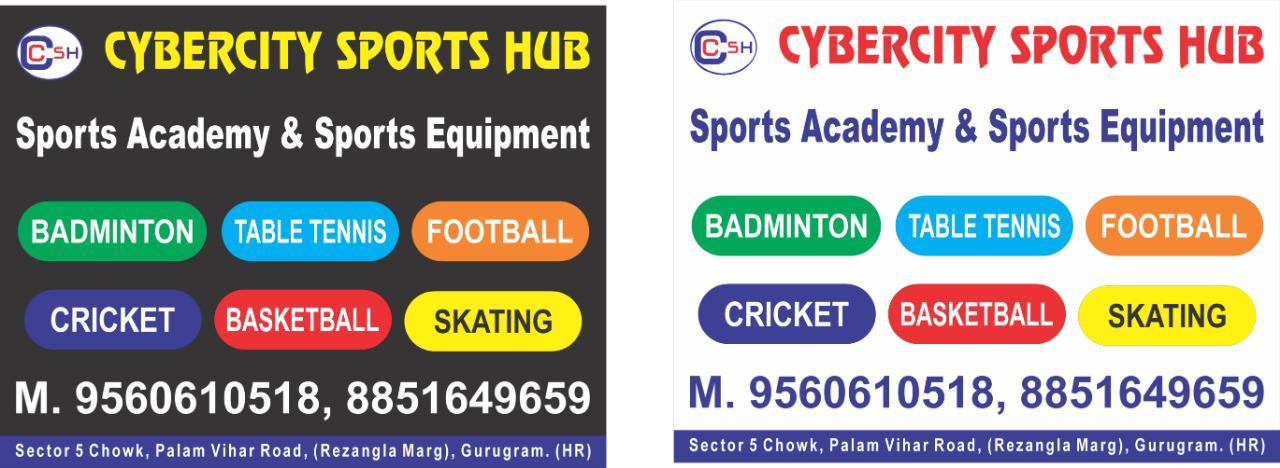 CSH CYBERCITY SPORTS HUB
Sports Academy & Sports Equipment
BADMINTON TABLE TENNIS FOOTBALL
CRICKET BASKETBALL SKATING
M. 9560610518, 8851649659
Sector 5 Chowk, Palam Vihar Road, (Rezangla Marg), Gurugram. (HR)
CSH CYBERCITY SPORTS HUB
Sports Academy & Sports Equipment
BADMINTON TABLE TENNIS FOOTBALL
CRICKET BASKETBALL SKATING
M. 9560610518, 8851649659
Sector 5 Chowk, Palam Vihar Road, (Rezangla Marg), Gurugram. (HR)